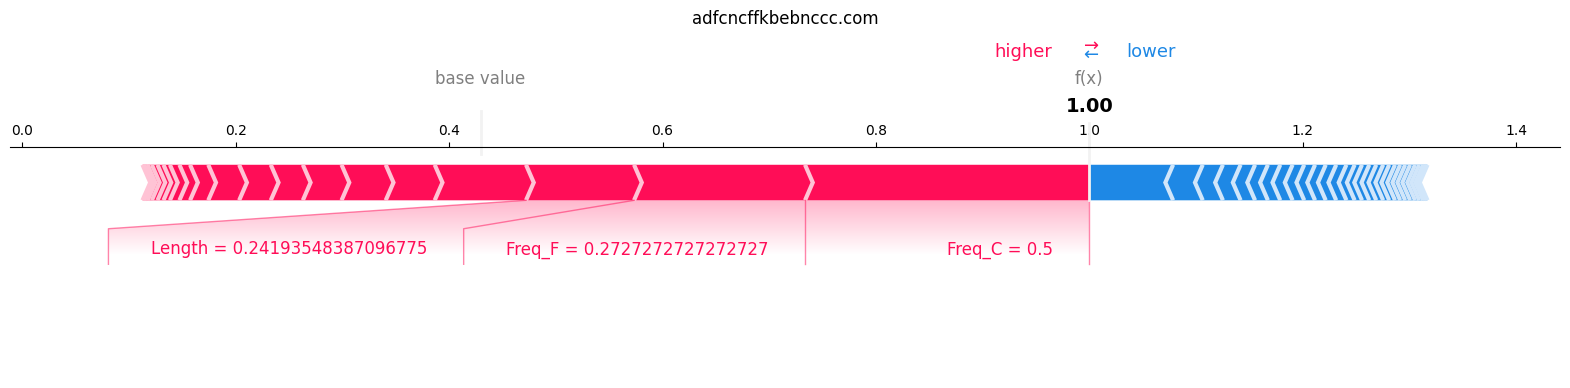 adfcncffkbebnccc.com
higher → ← lower
base value f(x)
1.00
0.0 0.2 0.4 0.6 0.8 1.0 1.2 1.4
Length = 0.24193548387096775 Freq_F = 0.2727272727272727 Freq_C = 0.5